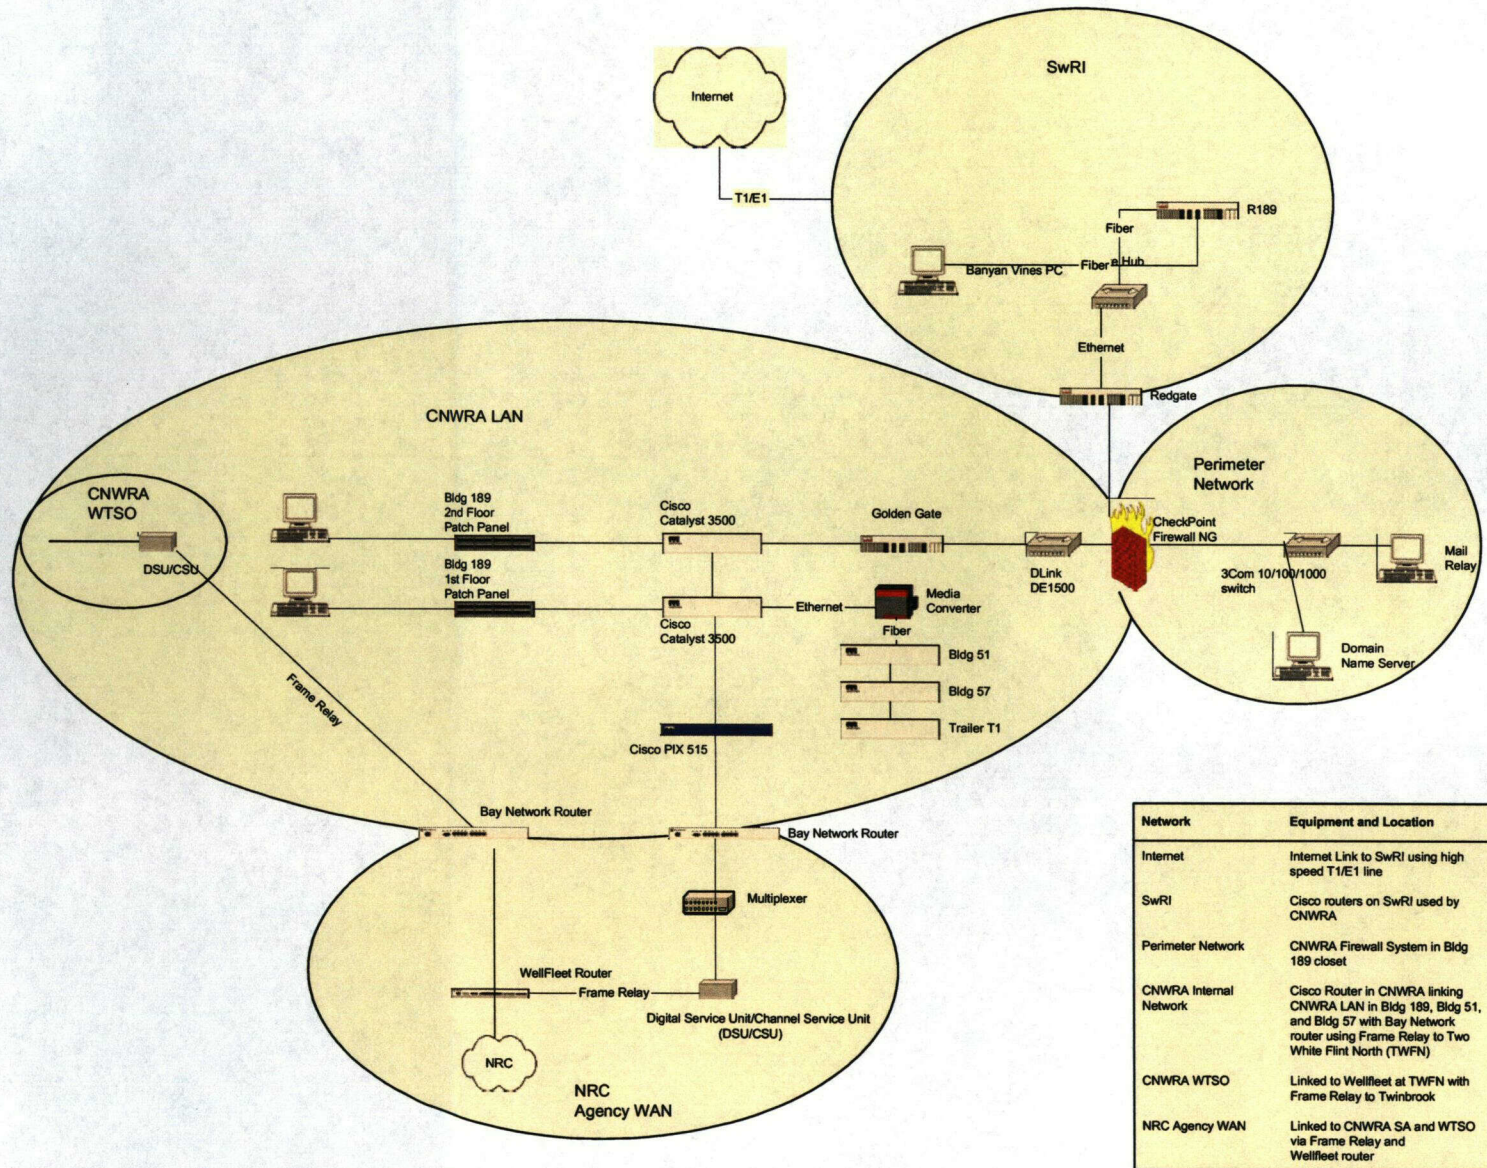 SwRI
Internet
T1/E1
R189
Fiber
Banyan Vines PC
Fiber
e Hub
Ethernet
Redgate
CNWRA LAN
Perimeter
Network
CNWRA
WTSO
DSU/CSU
Bldg 189
2nd Floor
Patch Panel
Cisco
Catalyst 3500
Golden Gate
CheckPoint
Firewall NG
DLink
DE1500
3Com 10/100/1000
switch
Mail
Relay
Bldg 189
1st Floor
Patch Panel
Cisco
Catalyst 3500
Ethernet
Media
Converter
Fiber
Bldg 51
Bldg 57
Trailer T1
Domain
Name Server
Frame Relay
Cisco PIX 515
Bay Network Router
Bay Network Router
Multiplexer
WellFleet Router
Frame Relay
Digital Service Unit/Channel Service Unit
(DSU/CSU)
NRC
NRC
Agency WAN
Network Equipment and Location
Internet Internet Link to SwRI using high
speed T1/E1 line
SwRI Cisco routers on SwRI used by
CNWRA
Perimeter Network CNWRA Firewall System in Bldg
189 closet
CNWRA Internal Cisco Router in CNWRA linking
Network CNWRA LAN in Bldg 189, Bldg 51,
and Bldg 57 with Bay Network
router using Frame Relay to Two
White Flint North (TWFN)
CNWRA WTSO Linked to Wellfleet at TWFN with
Frame Relay to Twinbrook
NRC Agency WAN Linked to CNWRA SA and WTSO
via Frame Relay and
Wellfleet router